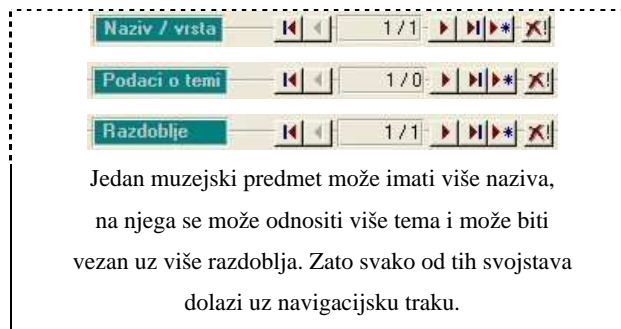 Naziv / vrsta 1 / 1
Podaci o temi 1 / 0
Razdoblje 1 / 1
Jedan muzejski predmet može imati više naziva,
na njega se može odnositi više tema i može biti
vezan uz više razdoblja. Zato svako od tih svojstava
dolazi uz navigacijsku traku.